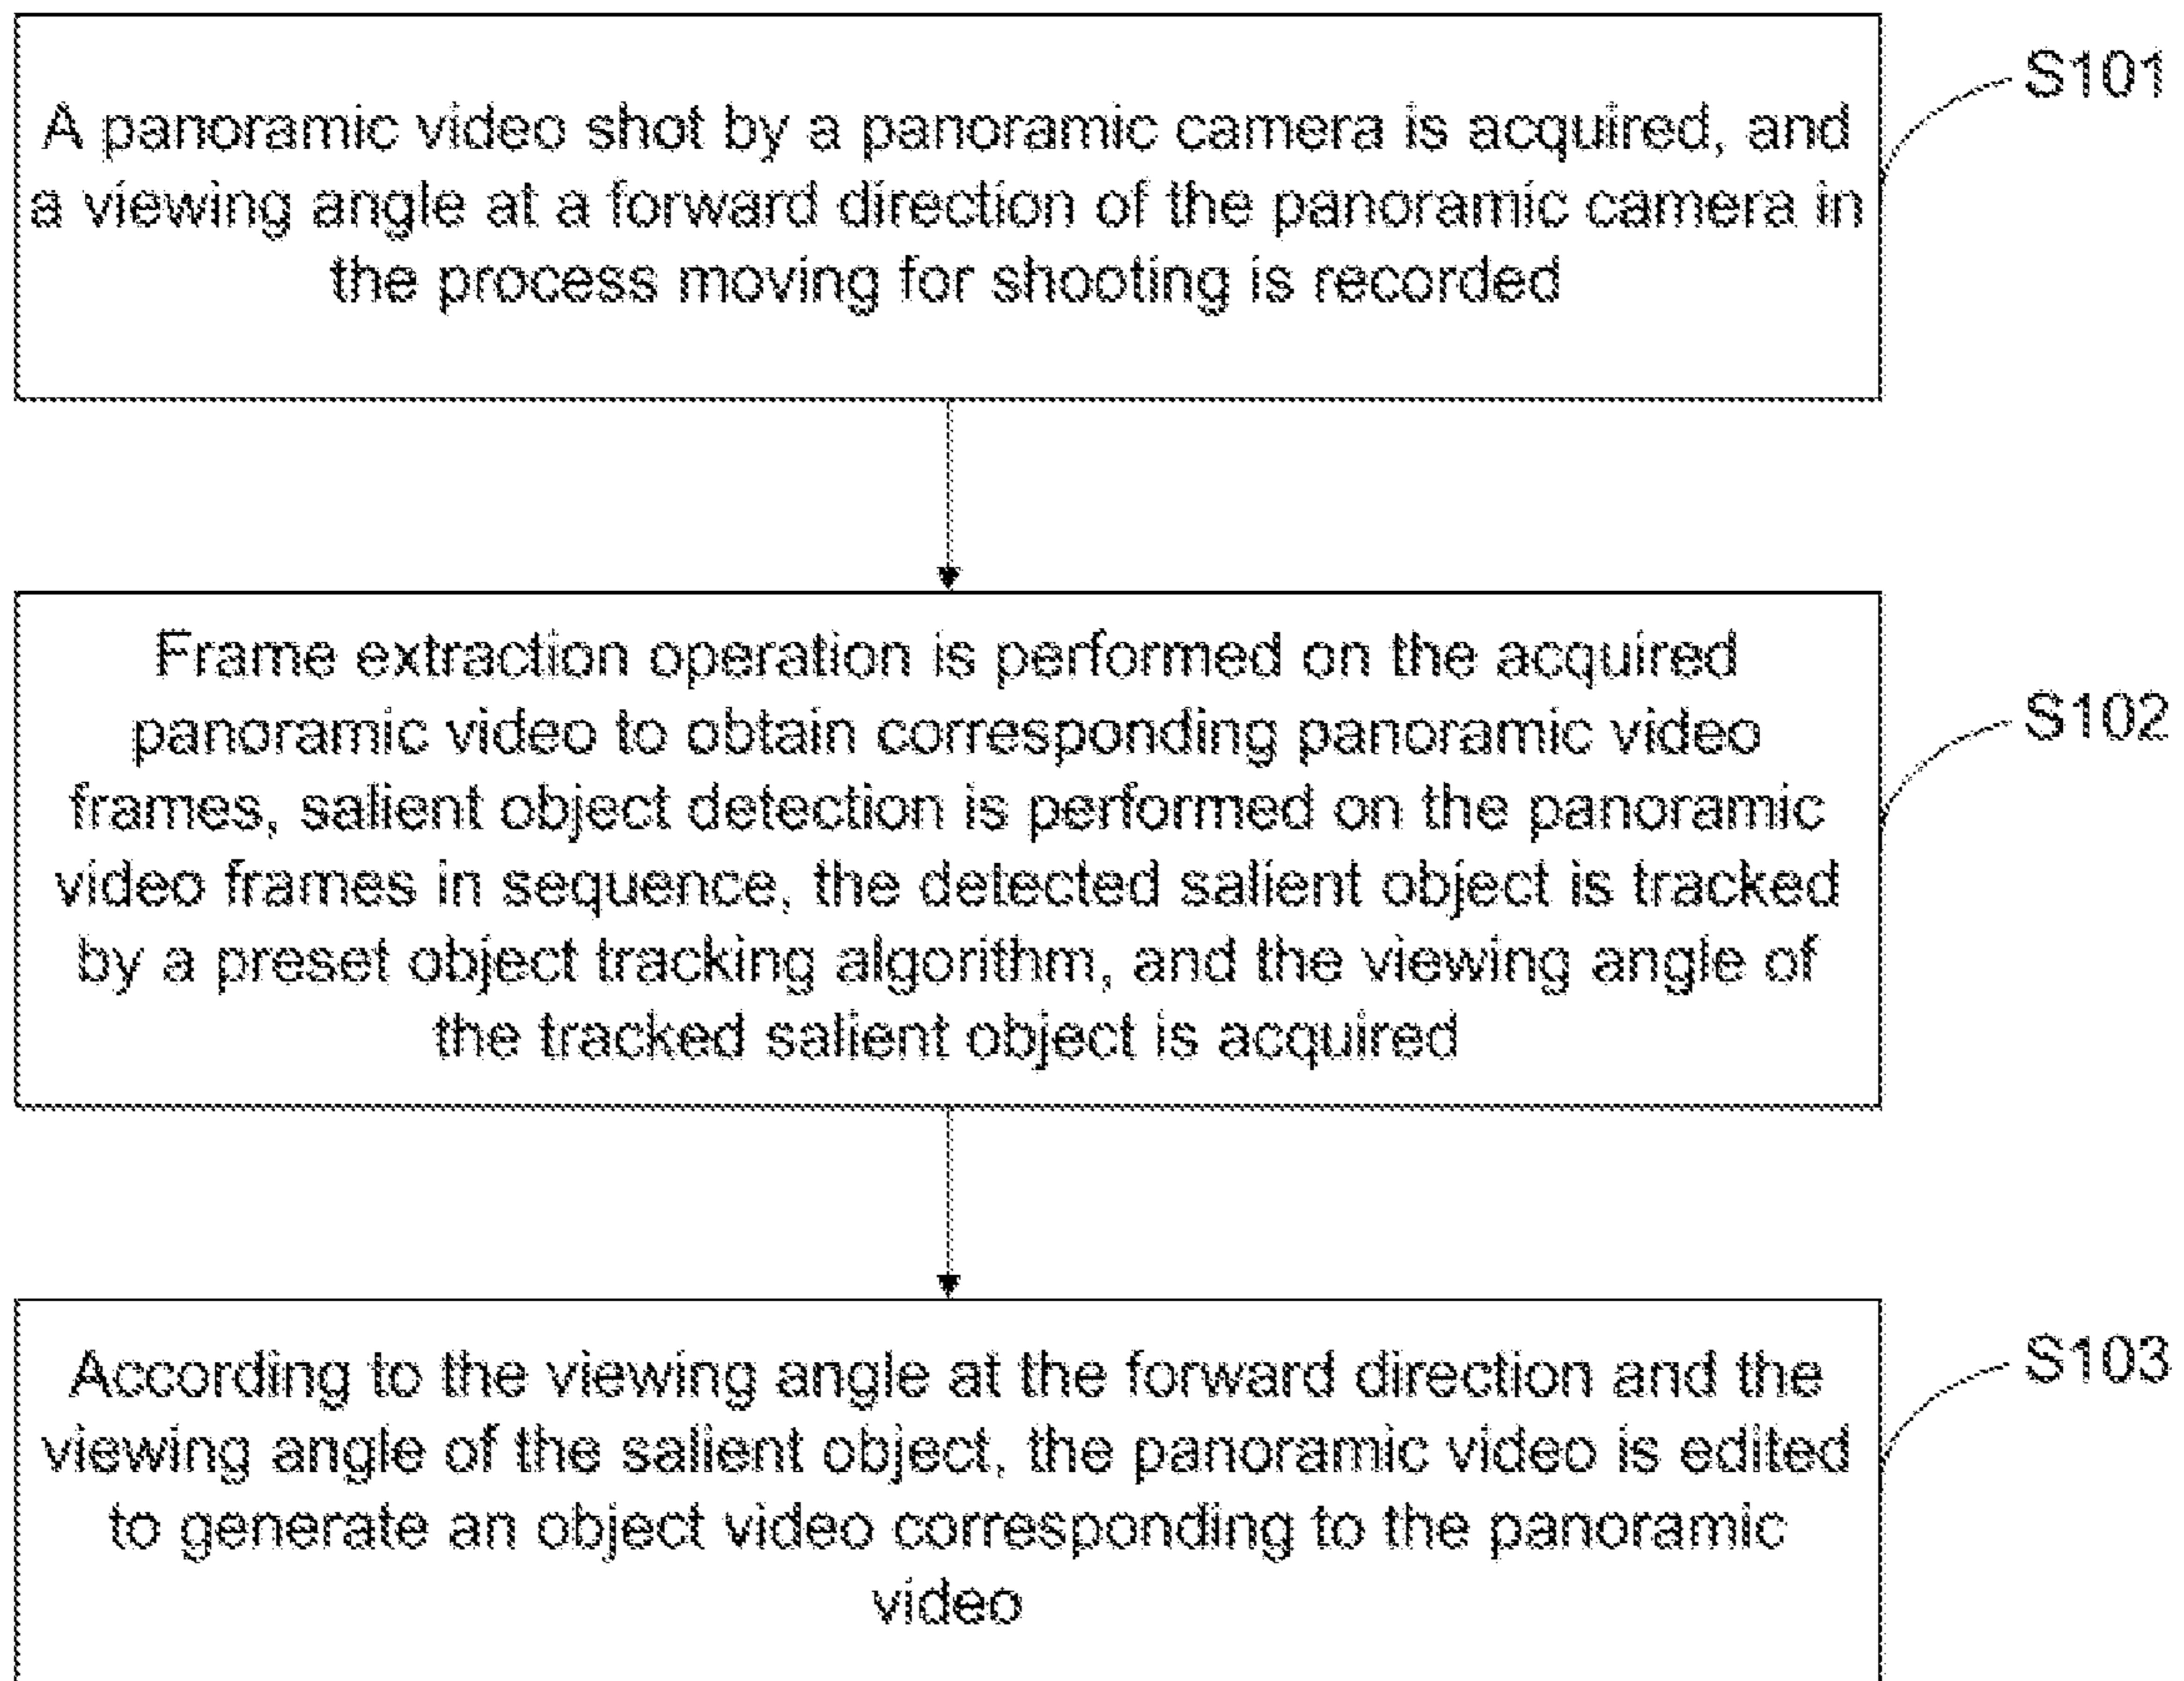 A panoramic video shot by a panoramic camera is acquired, and
a viewing angle at a forward direction of the panoramic camera in
the process moving for shooting is recorded
S101
Frame extraction operation is performed on the acquired
panoramic video to obtain corresponding panoramic video
frames, salient object detection is performed on the panoramic
video frames in sequence, the detected salient object is tracked
by a preset object tracking algorithm, and the viewing angle of
the tracked salient object is acquired
S102
According to the viewing angle at the forward direction and the
viewing angle of the salient object, the panoramic video is edited
to generate an object video corresponding to the panoramic
video
S103